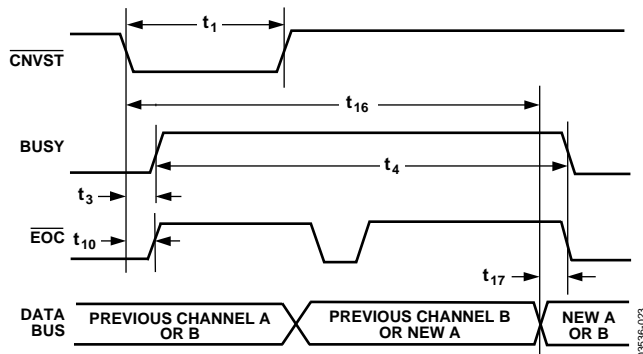 t1
CNVST
t16
BUSY
t4
t3
EOC
t10
t17
DATA BUS
PREVIOUS CHANNEL A OR B
PREVIOUS CHANNEL B OR NEW A
NEW A OR B
03536-023